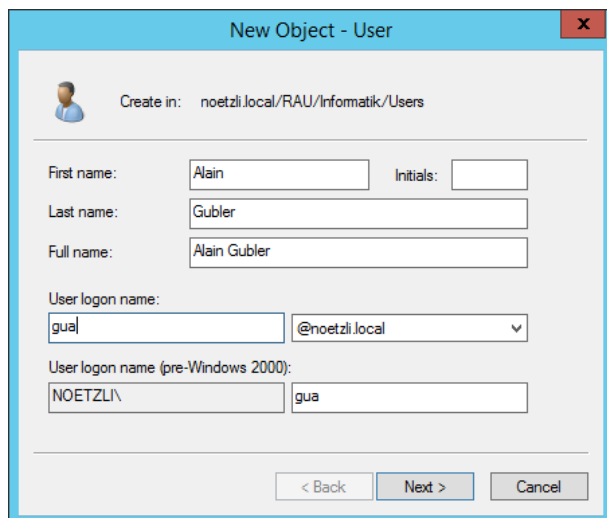 New Object - User
x
Create in: noetzli.local/RAU/Informatik/Users
First name: Alain Initials:
Last name: Gubler
Full name: Alain Gubler
User logon name:
gua @noetzli.local
User logon name (pre-Windows 2000):
NOETZLI\ gua
< Back Next > Cancel